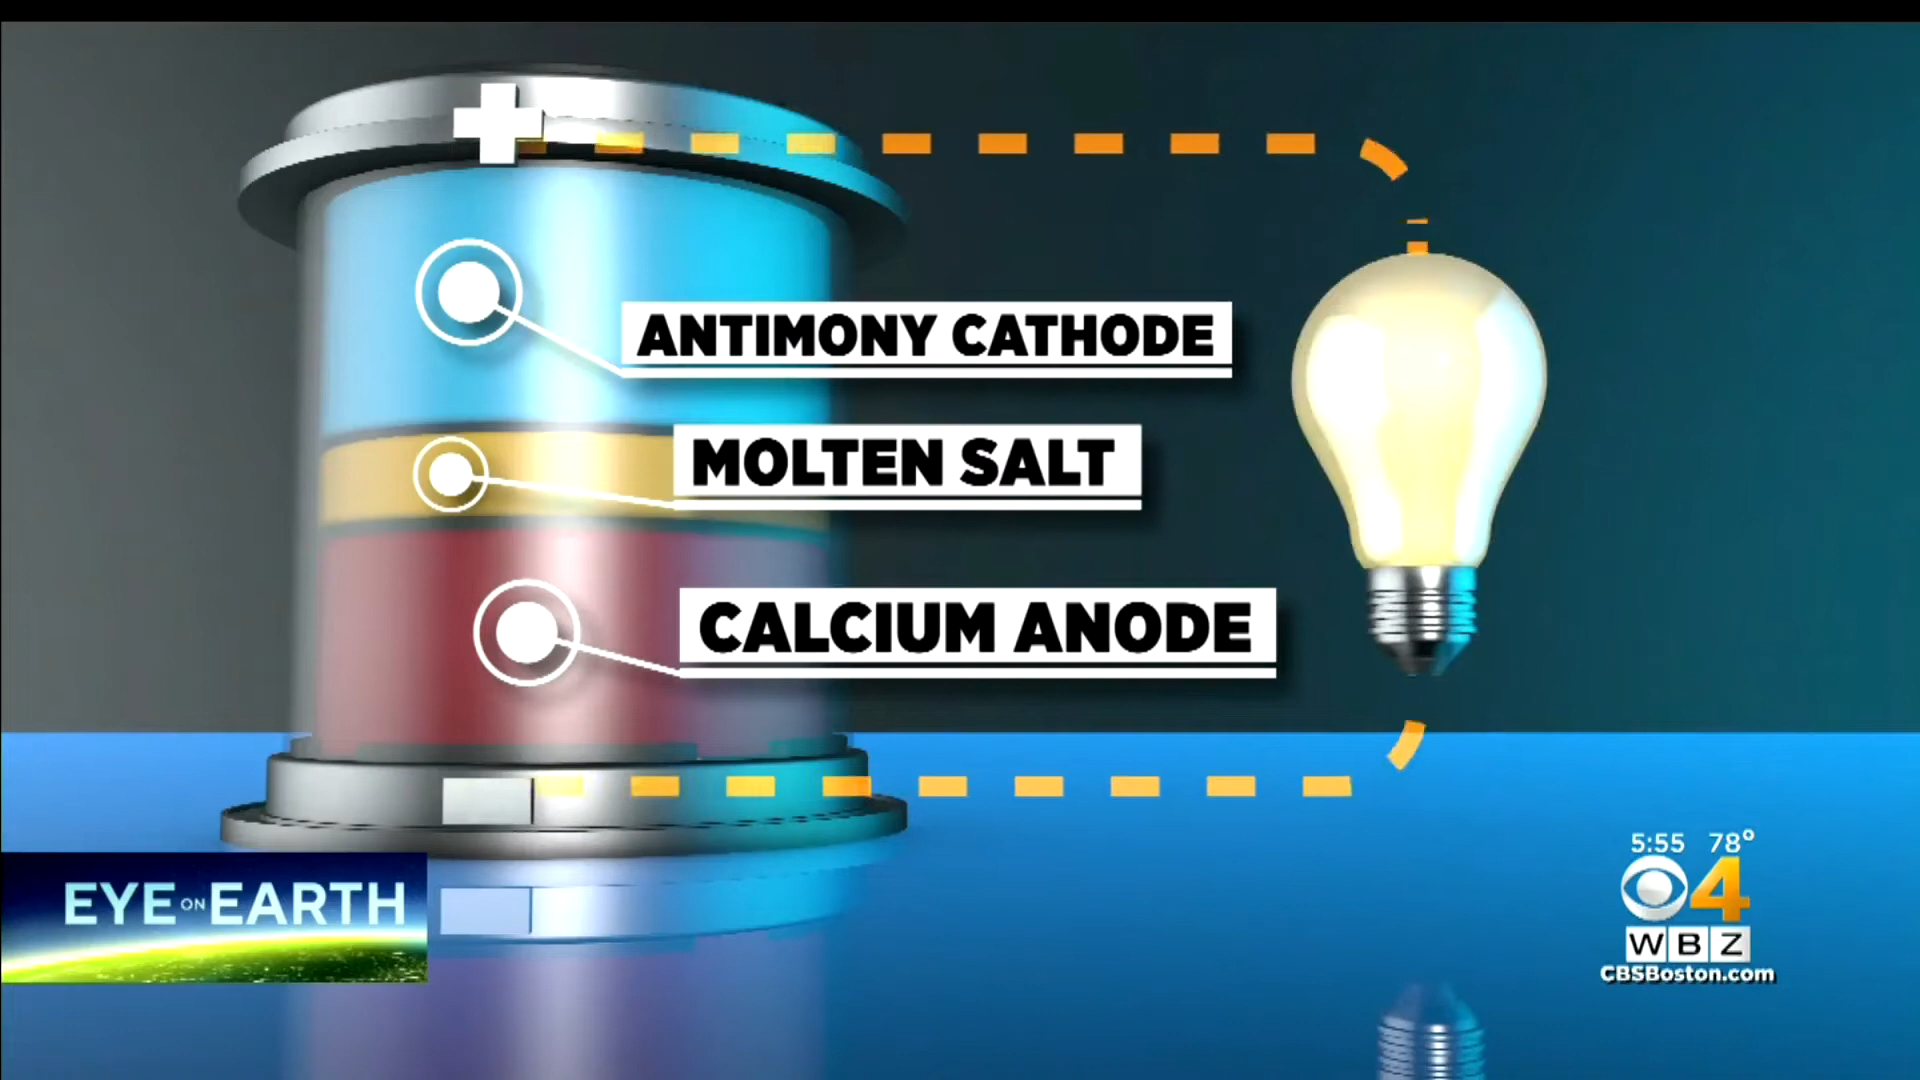 ANTIMONY CATHODE
MOLTEN SALT
CALCIUM ANODE
EYE ON EARTH
5:55 78°
4
WBZ
CBSBoston.com